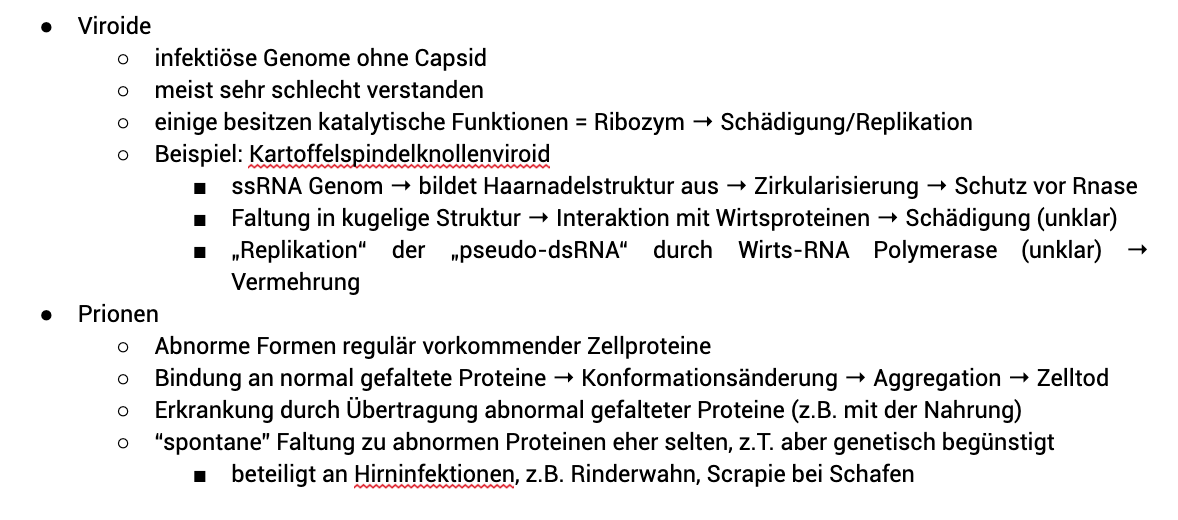 ● Viroide
○ infektiöse Genome ohne Capsid
○ meist sehr schlecht verstanden
○ einige besitzen katalytische Funktionen = Ribozym → Schädigung/Replikation
○ Beispiel: Kartoffelspindelknollenviroid
■ ssRNA Genom → bildet Haarnadelstruktur aus → Zirkularisierung → Schutz vor Rnase
■ Faltung in kugelige Struktur → Interaktion mit Wirtsproteinen → Schädigung (unklar)
■ „Replikation“ der „pseudo-dsRNA“ durch Wirts-RNA Polymerase (unklar) →
Vermehrung
● Prionen
○ Abnorme Formen regulär vorkommender Zellproteine
○ Bindung an normal gefaltete Proteine → Konformationsänderung → Aggregation → Zelltod
○ Erkrankung durch Übertragung abnormal gefalteter Proteine (z.B. mit der Nahrung)
○ “spontane” Faltung zu abnormen Proteinen eher selten, z.T. aber genetisch begünstigt
■ beteiligt an Hirninfektionen, z.B. Rinderwahn, Scrapie bei Schafen